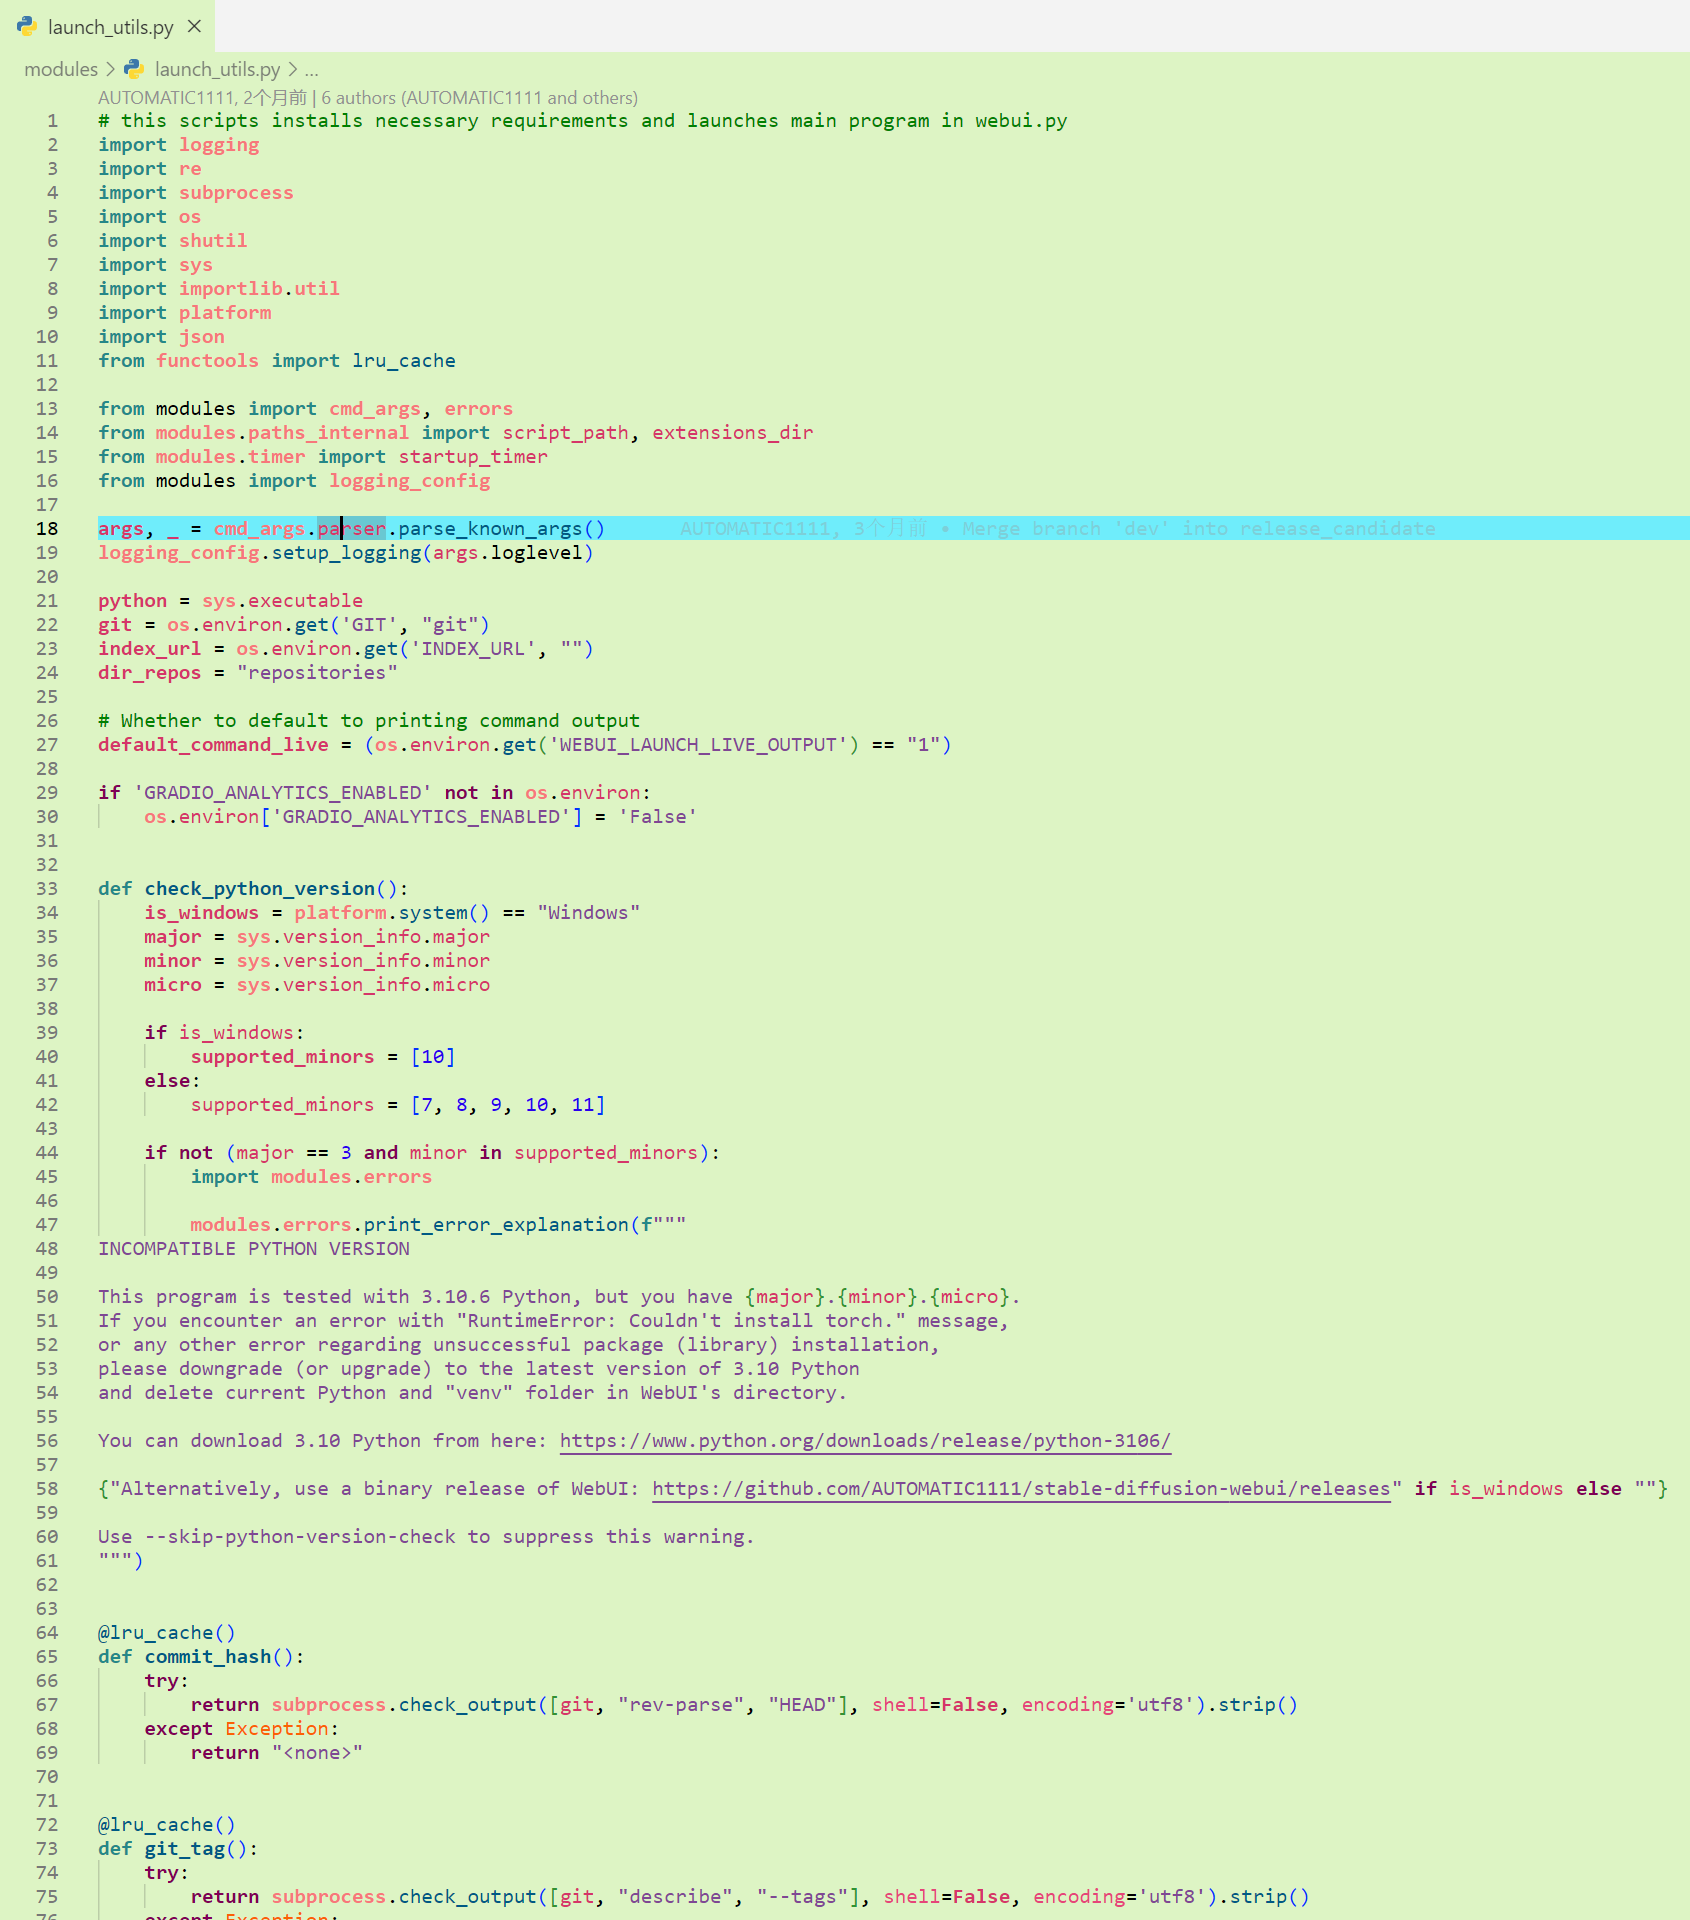 launch_utils.py
modules > launch_utils.py > ...
AUTOMATIC1111, 2个月前 | 6 authors (AUTOMATIC1111 and others)
1 # this scripts installs necessary requirements and launches main program in webui.py
2 import logging
3 import re
4 import subprocess
5 import os
6 import shutil
7 import sys
8 import importlib.util
9 import platform
10 import json
11 from functools import lru_cache
12
13 from modules import cmd_args, errors
14 from modules.paths_internal import script_path, extensions_dir
15 from modules.timer import startup_timer
16 from modules import logging_config
17
18 args, _ = cmd_args.parser.parse_known_args() AUTOMATIC1111, 3个月前 • Merge branch 'dev' into release_candidate
19 logging_config.setup_logging(args.loglevel)
20
21 python = sys.executable
22 git = os.environ.get('GIT', "git")
23 index_url = os.environ.get('INDEX_URL', "")
24 dir_repos = "repositories"
25
26 # Whether to default to printing command output
27 default_command_live = (os.environ.get('WEBUI_LAUNCH_LIVE_OUTPUT') == "1")
28
29 if 'GRADIO_ANALYTICS_ENABLED' not in os.environ:
30     os.environ['GRADIO_ANALYTICS_ENABLED'] = 'False'
31
32
33 def check_python_version():
34     is_windows = platform.system() == "Windows"
35     major = sys.version_info.major
36     minor = sys.version_info.minor
37     micro = sys.version_info.micro
38
39     if is_windows:
40         supported_minors = [10]
41     else:
42         supported_minors = [7, 8, 9, 10, 11]
43
44     if not (major == 3 and minor in supported_minors):
45         import modules.errors
46
47         modules.errors.print_error_explanation(f"""
48 INCOMPATIBLE PYTHON VERSION
49
50 This program is tested with 3.10.6 Python, but you have {major}.{minor}.{micro}.
51 If you encounter an error with "RuntimeError: Couldn't install torch." message,
52 or any other error regarding unsuccessful package (library) installation,
53 please downgrade (or upgrade) to the latest version of 3.10 Python
54 and delete current Python and "venv" folder in WebUI's directory.
55
56 You can download 3.10 Python from here: https://www.python.org/downloads/release/python-3106/
57
58 {"Alternatively, use a binary release of WebUI: https://github.com/AUTOMATIC1111/stable-diffusion-webui/releases" if is_windows else ""}
59
60 Use --skip-python-version-check to suppress this warning.
61 """)
62
63
64 @lru_cache()
65 def commit_hash():
66     try:
67         return subprocess.check_output([git, "rev-parse", "HEAD"], shell=False, encoding='utf8').strip()
68     except Exception:
69         return "<none>"
70
71
72 @lru_cache()
73 def git_tag():
74     try:
75         return subprocess.check_output([git, "describe", "--tags"], shell=False, encoding='utf8').strip()
76     except Exception: